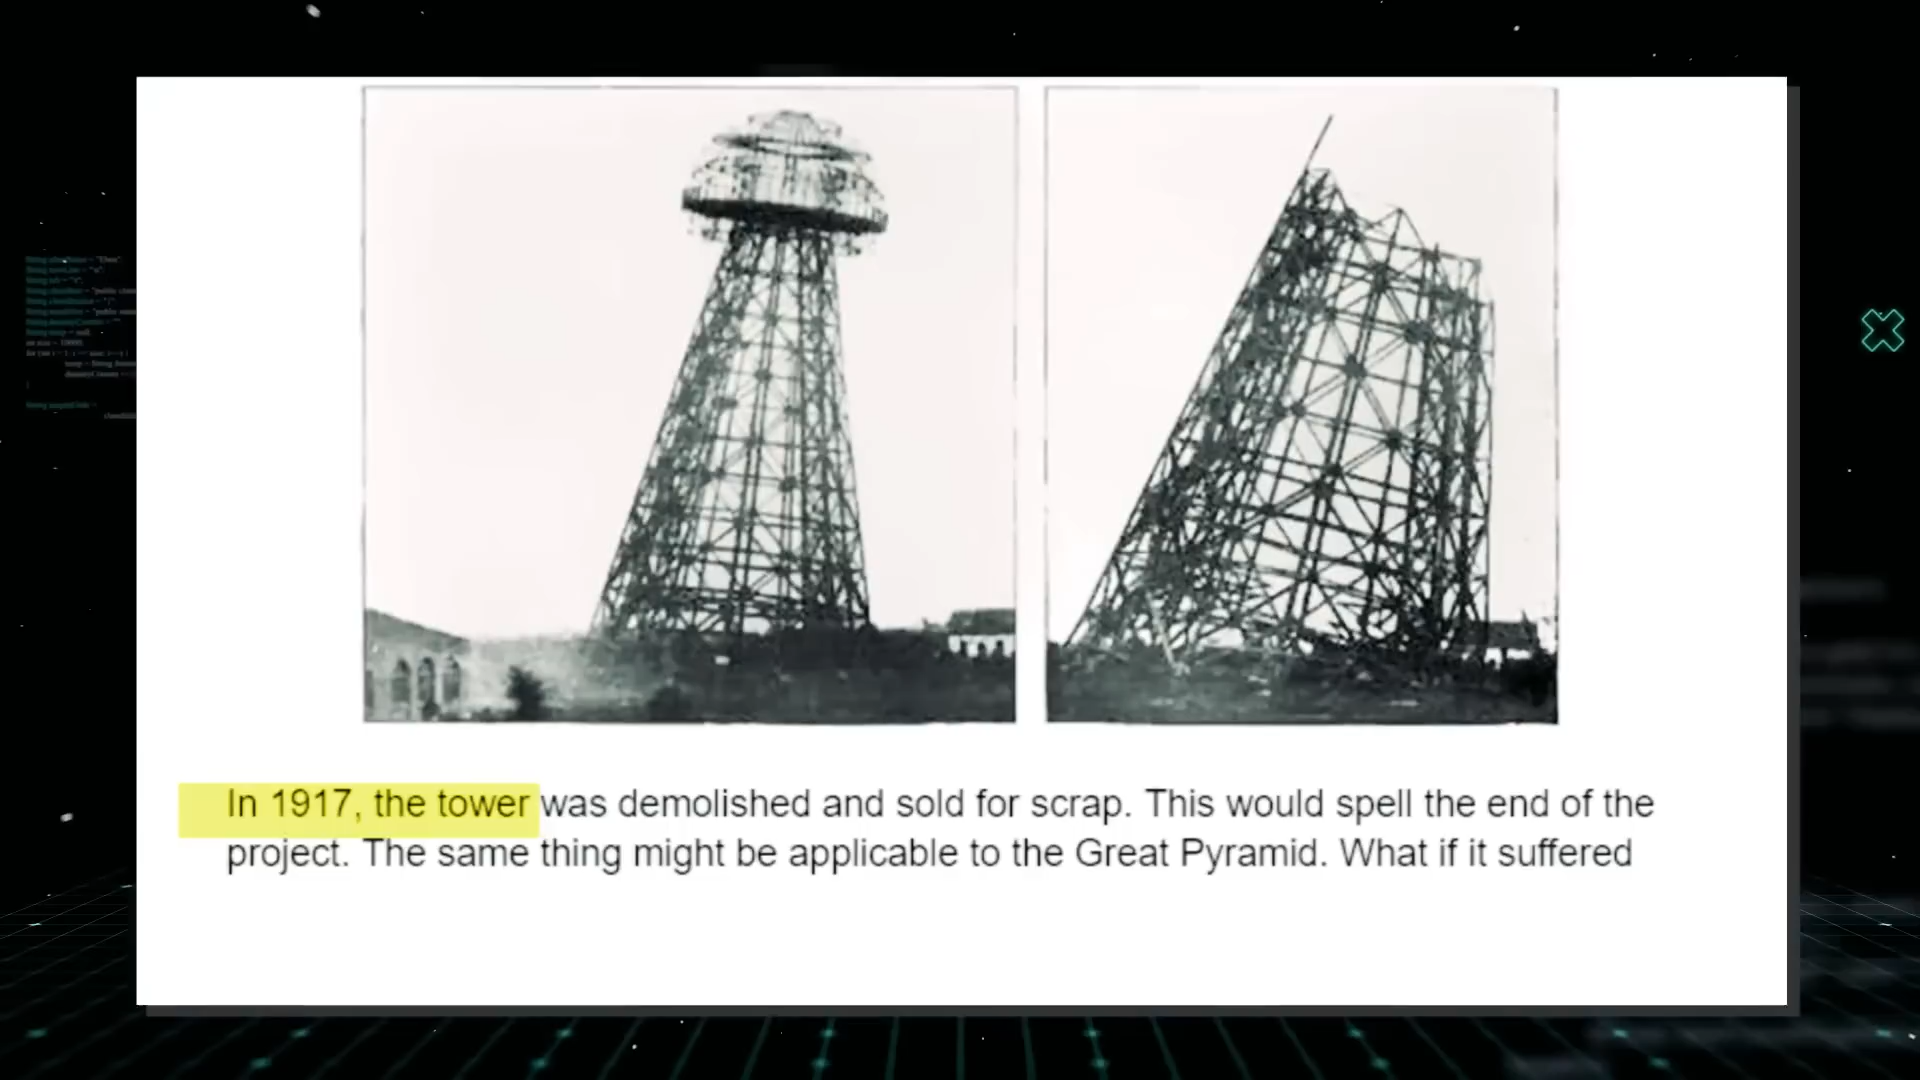 In 1917, the tower was demolished and sold for scrap. This would spell the end of the
project. The same thing might be applicable to the Great Pyramid. What if it suffered